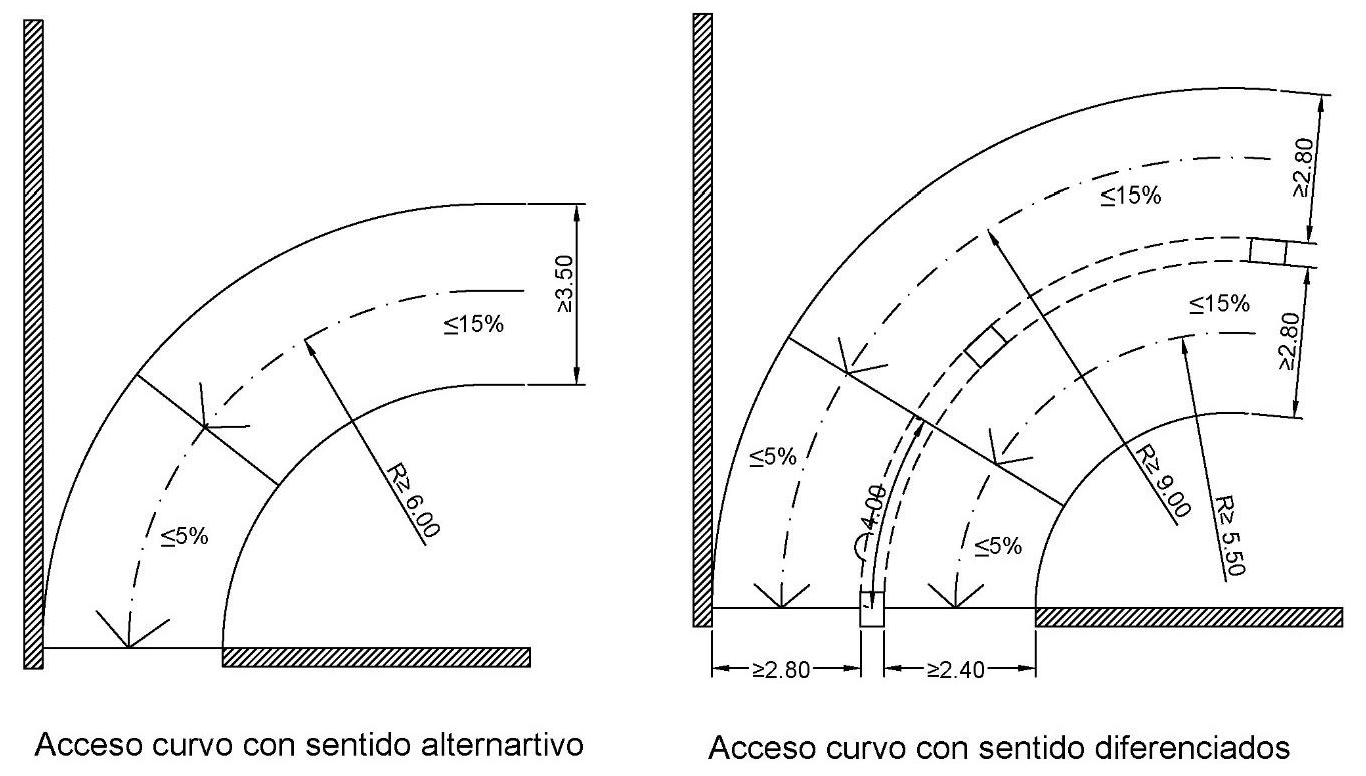 ≥3.50
≤15%
≤5%
R≥ 6.00
Acceso curvo con sentido alternartivo
≥2.80
≤15%
≤15%
≥2.80
≤5%
4.00
≤5%
R≥ 9.00
R≥ 5.50
≥2.80
≥2.40
Acceso curvo con sentido diferenciados